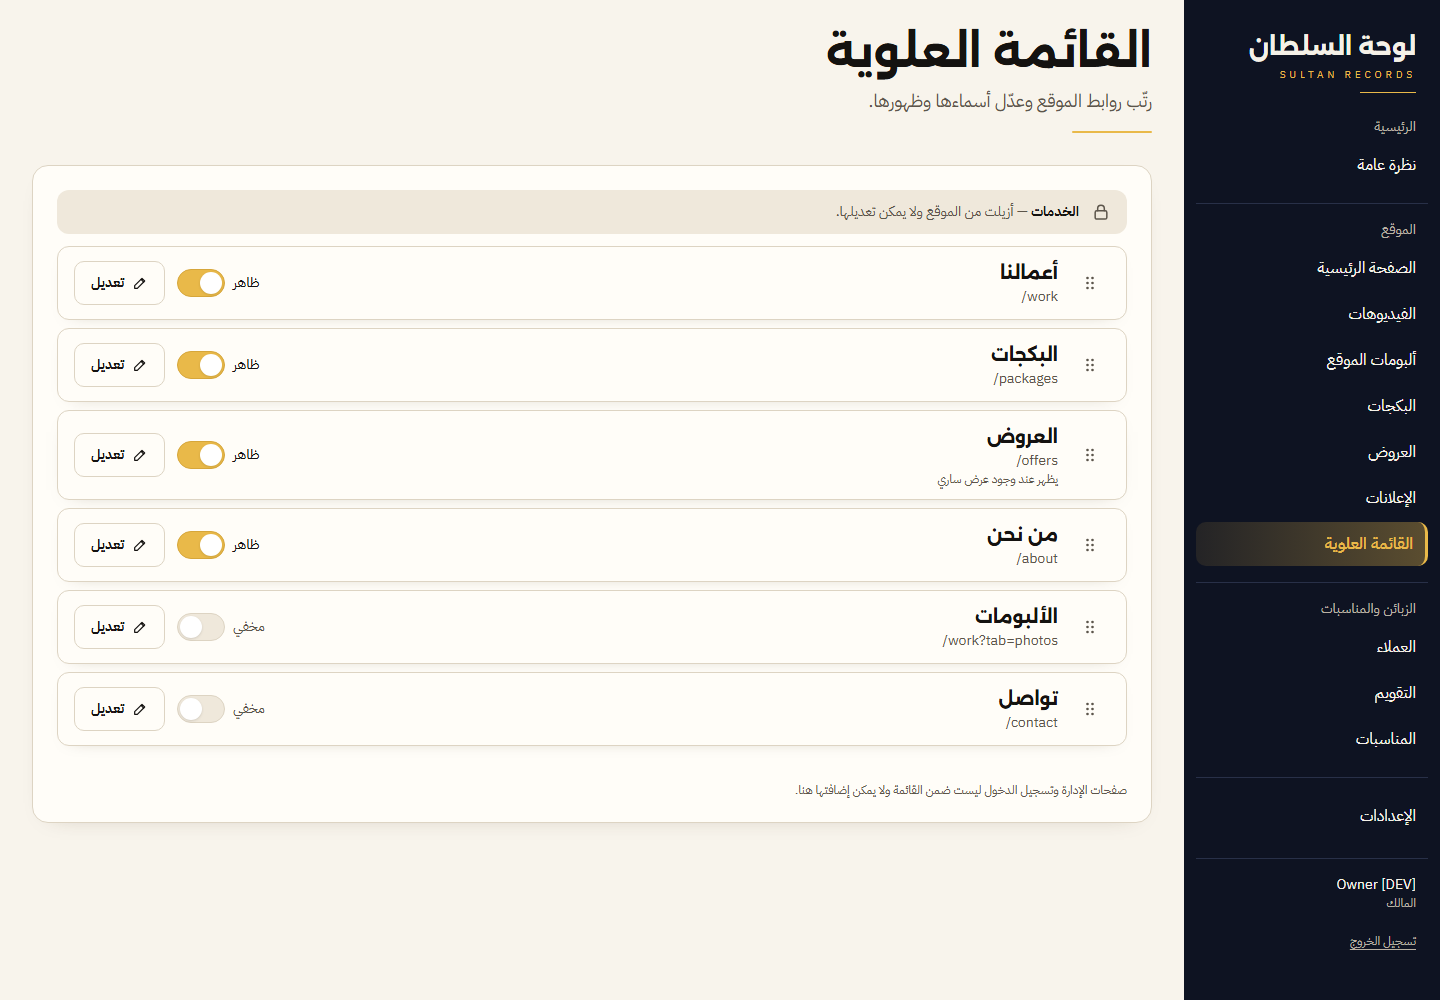 لوحة السلطان
SULTAN RECORDS
الرئيسية
نظرة عامة
الموقع
الصفحة الرئيسية
الفيديوهات
ألبومات الموقع
البكجات
العروض
الإعلانات
القائمة العلوية
الزبائن والمناسبات
العملاء
التقويم
المناسبات
الإعدادات
Owner [DEV]
المالك
تسجيل الخروج
القائمة العلوية
رتّب روابط الموقع وعدّل أسماءها وظهورها.
الخدمات — أزيلت من الموقع ولا يمكن تعديلها.
أعمالنا
/work
ظاهر
تعديل
البكجات
/packages
ظاهر
تعديل
العروض
/offers
يظهر عند وجود عرض ساري
ظاهر
تعديل
من نحن
/about
ظاهر
تعديل
الألبومات
/work?tab=photos
مخفي
تعديل
تواصل
/contact
مخفي
تعديل
صفحات الإدارة وتسجيل الدخول ليست ضمن القائمة ولا يمكن إضافتها هنا.